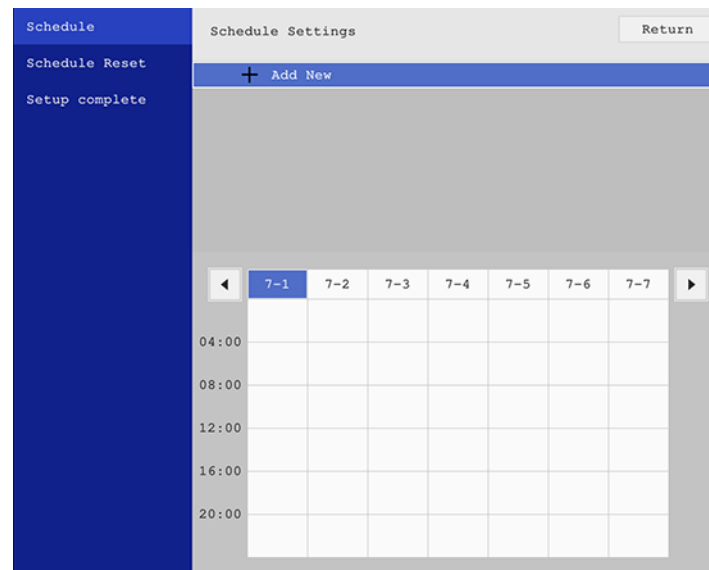 Schedule
Schedule Reset
Setup complete
Schedule Settings
Return
Add New
7-1 7-2 7-3 7-4 7-5 7-6 7-7
04:00
08:00
12:00
16:00
20:00